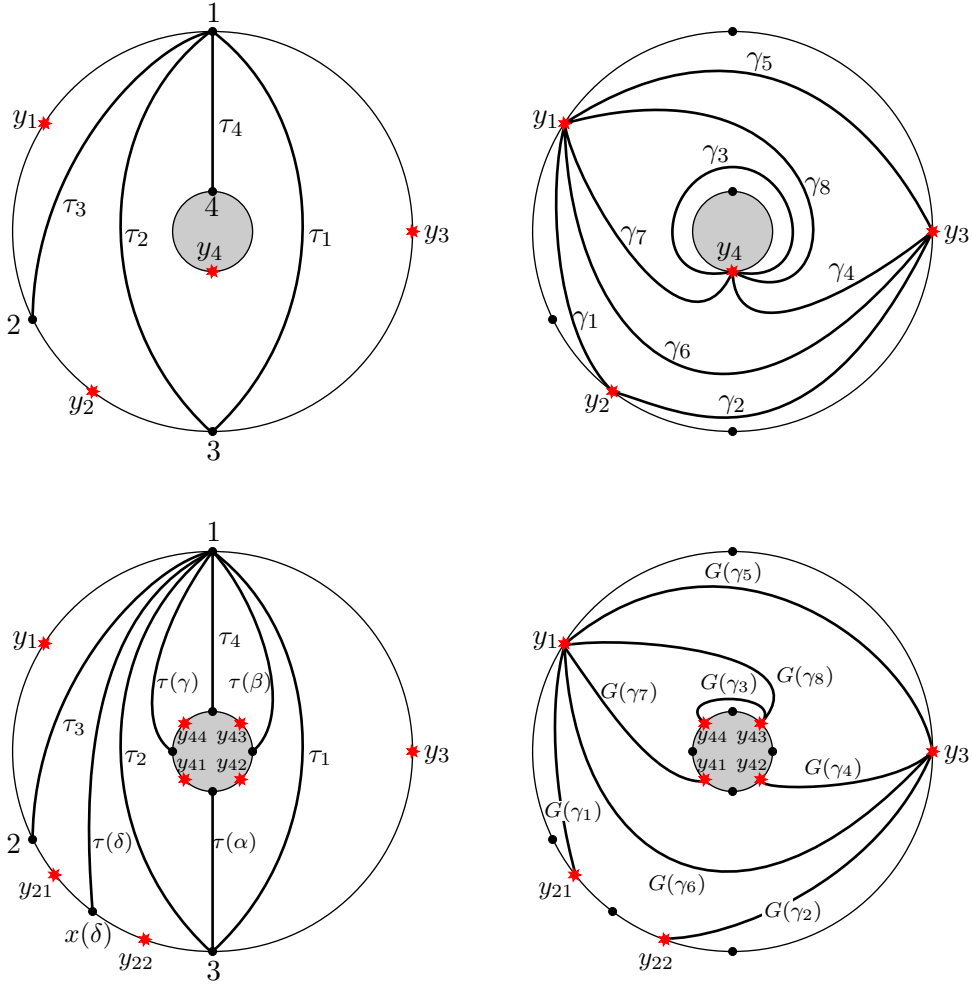 1
y₁
τ₄
τ₃
4
τ₂
y₄
τ₁
y₃
2
y₂
3
γ₅
y₁
γ₃
γ₈
γ₇
y₄
y₃
γ₄
γ₁
γ₆
y₂
γ₂
1
y₁
τ₄
τ(γ)
τ(β)
τ₃
y₄₄
y₄₃
τ₂
y₄₁
y₄₂
τ₁
y₃
2
τ(δ)
τ(α)
y₂₁
x(δ)
y₂₂
3
G(γ₅)
y₁
G(γ₈)
G(γ₃)
G(γ₇)
y₄₄
y₄₃
y₄₁
y₄₂
y₃
G(γ₄)
G(γ₁)
y₂₁
G(γ₆)
G(γ₂)
y₂₂